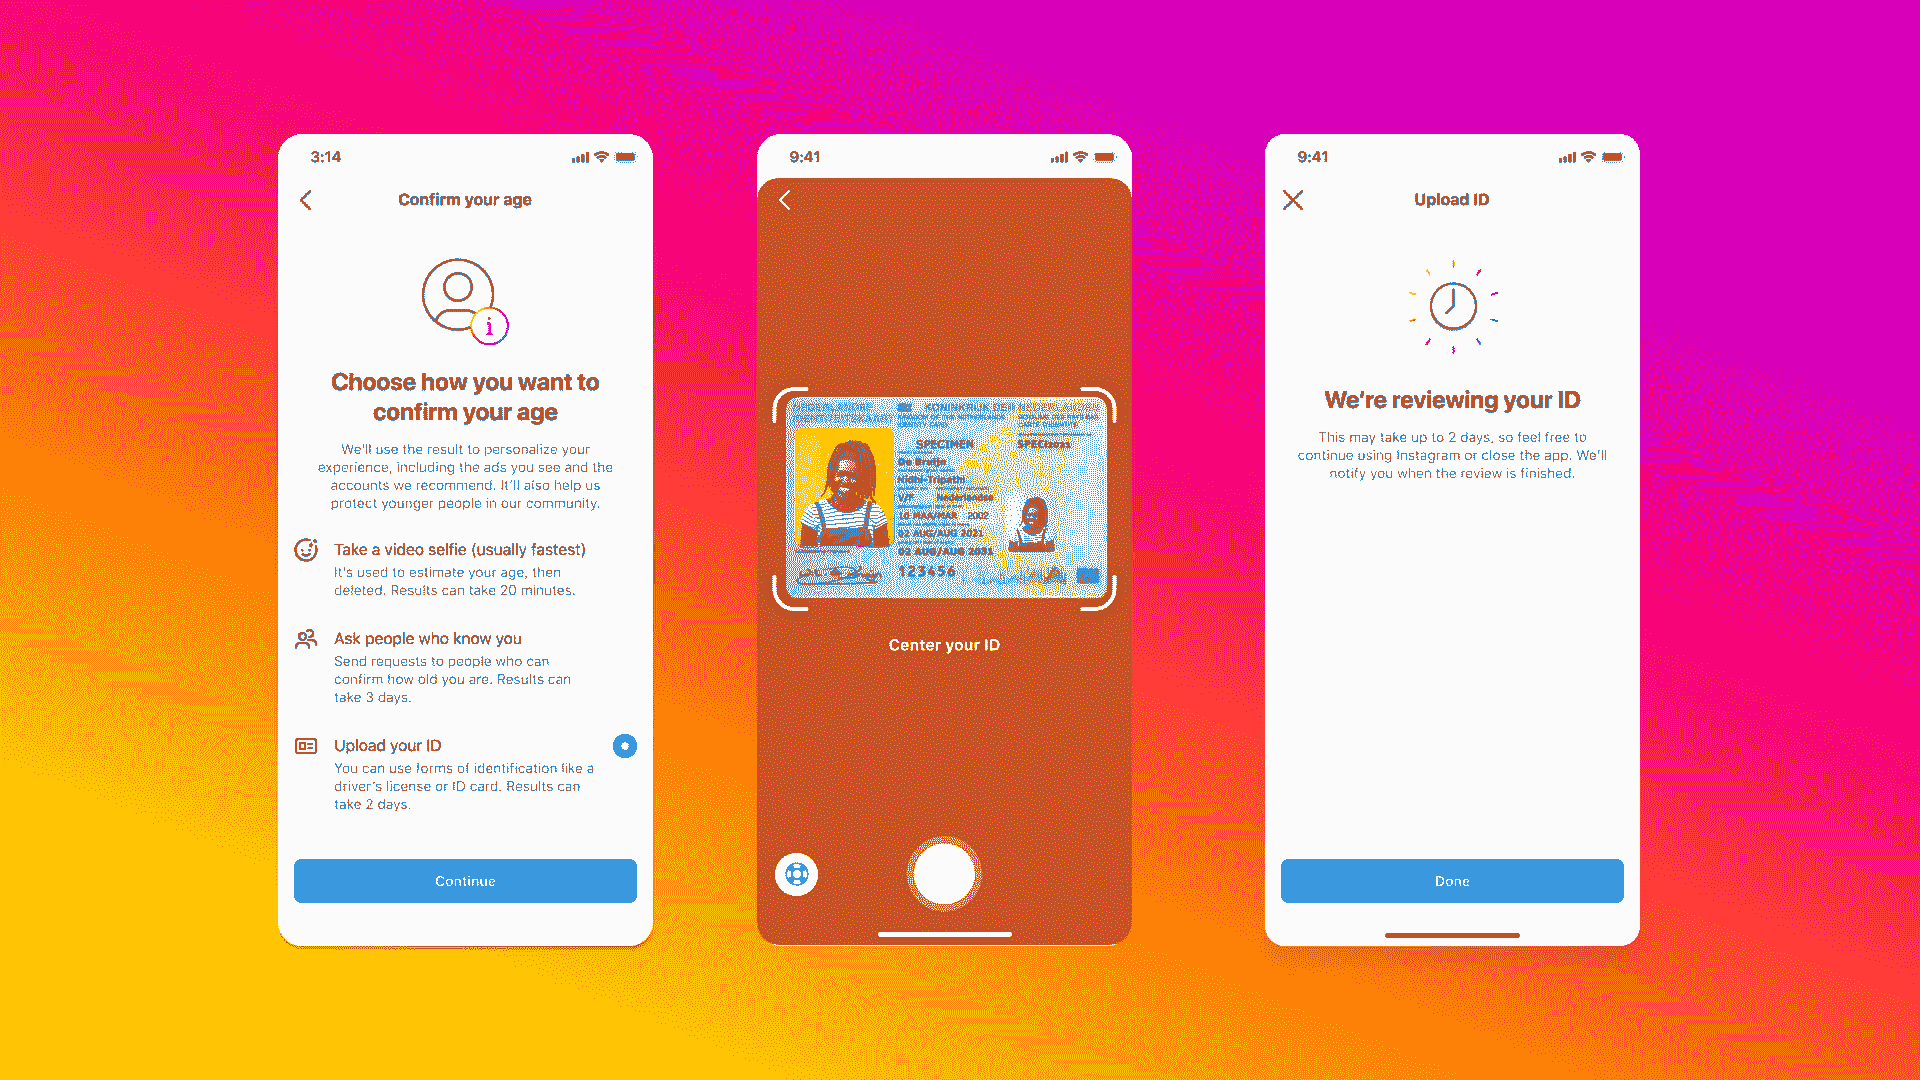 3:14
Confirm your age
Choose how you want to
confirm your age
We'll use the result to personalize your
experience, including the ads you see and the
accounts we recommend. It'll also help us
protect younger people in our community.
Take a video selfie (usually fastest)
It's used to estimate your age, then
deleted. Results can take 20 minutes.
Ask people who know you
Send requests to people who can
confirm how old you are. Results can
take 3 days.
Upload your ID
You can use forms of identification like a
driver's license or ID card. Results can
take 2 days.
Continue
9:41
KONINKRIJK DER
SPECIMEN
SPECI2021
De Bruijn
Nidhi-Tripathi
V/F Nederlandse
10 MAR/MAR 2002
02 AUG/AUG 2021
02 AUG/AUG 2031
123456
Center your ID
9:41
Upload ID
We're reviewing your ID
This may take up to 2 days, so feel free to
continue using Instagram or close the app. We'll
notify you when the review is finished.
Done